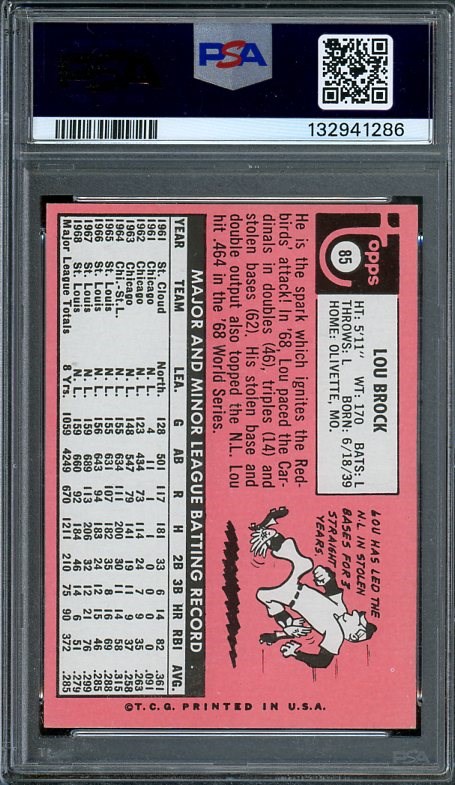 PSA
132941286
Topps
85
LOU BROCK
HT: 5'11" WT: 170 BATS: L
THROWS: L BORN: 6/18/39
HOME: OLIVETTE, MO.
He is the spark which ignites the Red-
birds' attack! In '68, Lou paced the Car-
dinals in doubles (46), triples (14) and
stolen bases (62). His stolen base and
double output also topped the N.L. Lou
hit .464 in the '68 World Series.
LOU HAS LED THE
N.L. IN STOLEN
BASES FOR 3
STRAIGHT
YEARS.
MAJOR AND MINOR LEAGUE BATTING RECORD
YEAR TEAM LEA. G AB R H 2B 3B HR RBI AVG.
1961 St. Cloud North. 128 501 117 181 33 6 14 82 .361
1961 Chicago N. L. 4 11 1 1 0 0 0 0 .091
1962 Chicago N. L. 123 434 73 114 24 7 9 35 .263
1963 Chicago N. L. 148 547 79 141 19 11 9 37 .258
1964 Chi.-St.L. N. L. 155 634 111 200 30 11 14 58 .315
1965 St. Louis N. L. 155 631 107 182 35 8 16 69 .288
1966 St. Louis N. L. 156 643 94 183 24 12 15 46 .285
1967 St. Louis N. L. 159 689 113 206 32 12 21 76 .299
1968 St. Louis N. L. 159 660 92 184 46 14 6 51 .279
Major League Totals 8 Yrs. 1059 4249 670 1211 210 75 90 372 .285
©T.C.G. PRINTED IN U.S.A.
PSA